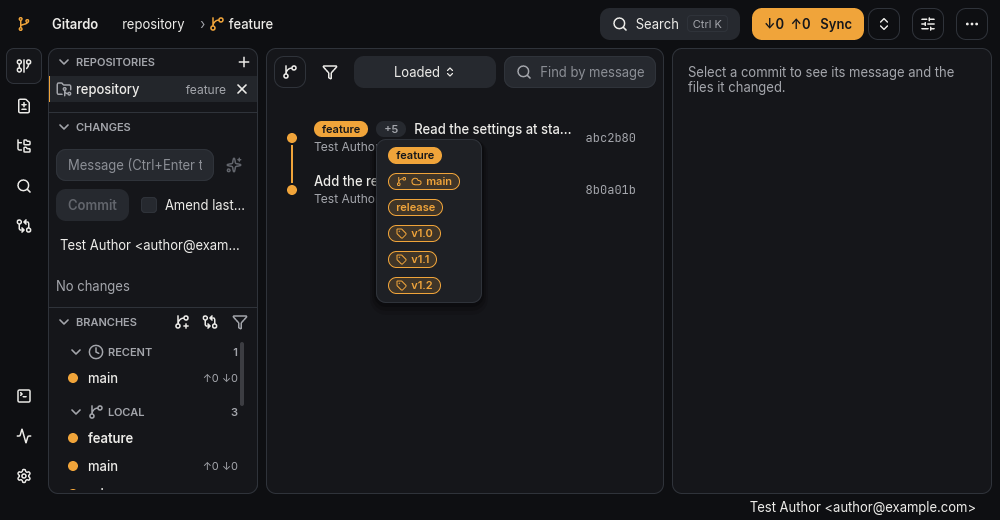 Gitardo
repository
feature
Search Ctrl K
↓0 ↑0 Sync
REPOSITORIES
repository feature
CHANGES
Message (Ctrl+Enter t
Commit
Amend last...
Test Author <author@exam...
No changes
BRANCHES
RECENT 1
main ↑0 ↓0
LOCAL 3
feature
main ↑0 ↓0
Loaded
Find by message
feature +5 Read the settings at sta... abc2b80
Test Autho
Add the re 8b0a01b
Test Autho
feature
main
release
v1.0
v1.1
v1.2
Select a commit to see its message and the
files it changed.
Test Author <author@example.com>